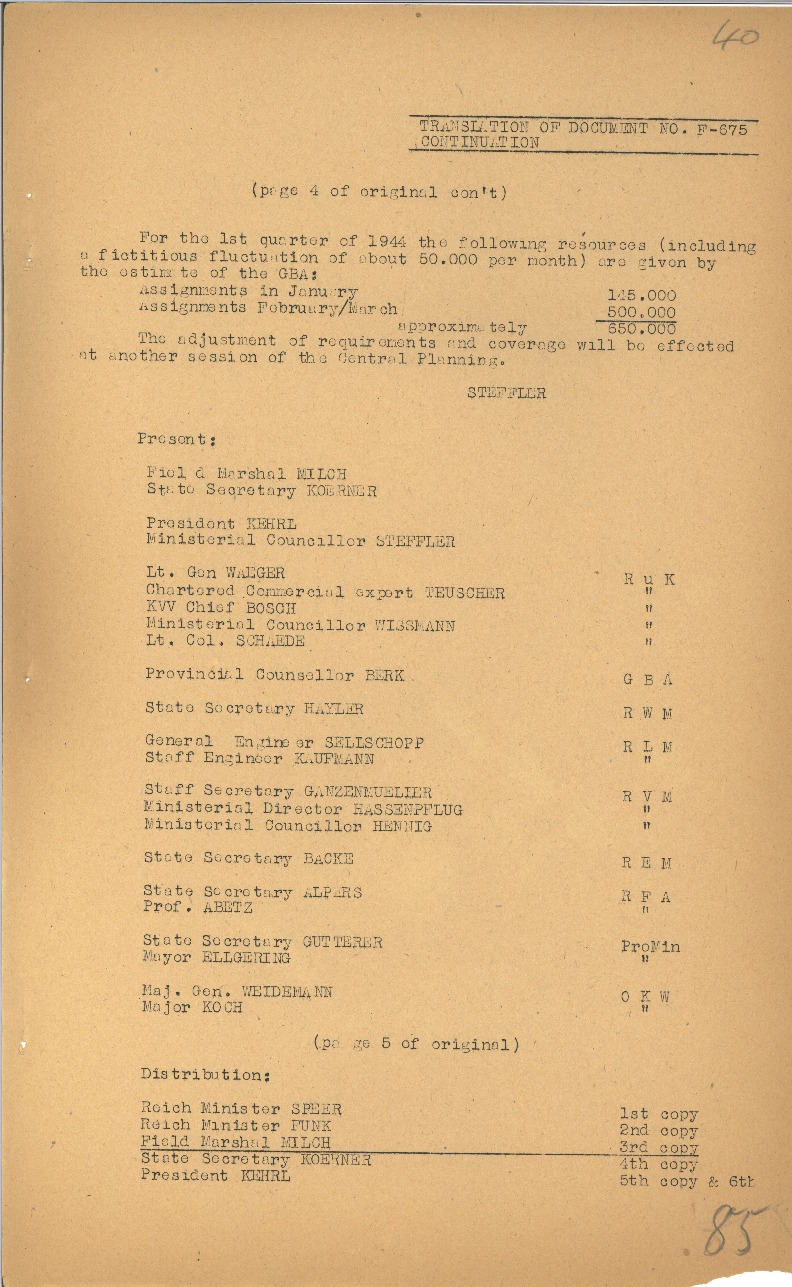 40
TRANSLATION OF DOCUMENT NO. F-675
CONTINUATION
(page 4 of original con't)
For the 1st quarter of 1944 the following resources (including
a fictitious fluctuation of about 50.000 per month) are given by
the estimate of the GBA:
Assignments in January 145.000
Assignments February/March 500.000
approximately 650.000
The adjustment of requirements and coverage will be effected
at another session of the Central Planning.
STEFFLER
Present:
Field Marshal MILCH
State Secretary KOERNER
President KEHRL
Ministerial Councillor STEFFLER
Lt. Gen WAEGER R u K
Chartered Commercial expert TEUSCHER "
KVV Chief BOSCH "
Ministerial Councillor WISSMANN "
Lt. Col. SCHAEDE "
Provincial Counsellor BERK G B A
State Secretary HAYLER R W M
General Engineer SELLSCHOPP R L M
Staff Engineer KAUFMANN "
Staff Secretary GANZENMUELIER R V M
Ministerial Director HASSENPFLUG "
Ministerial Councillor HENNIG "
State Secretary BACKE R E M
State Secretary ALPERS R F A
Prof. ABETZ "
State Secretary GUTTERER ProMin
Mayor ELLGERING "
Maj. Gen. WEIDEMANN O K W
Major KOCH "
(page 5 of original)
Distribution:
Reich Minister SPEER 1st copy
Reich Minister FUNK 2nd copy
Field Marshal MILCH 3rd copy
State Secretary KOERNER 4th copy
President KEHRL 5th copy & 6th
85